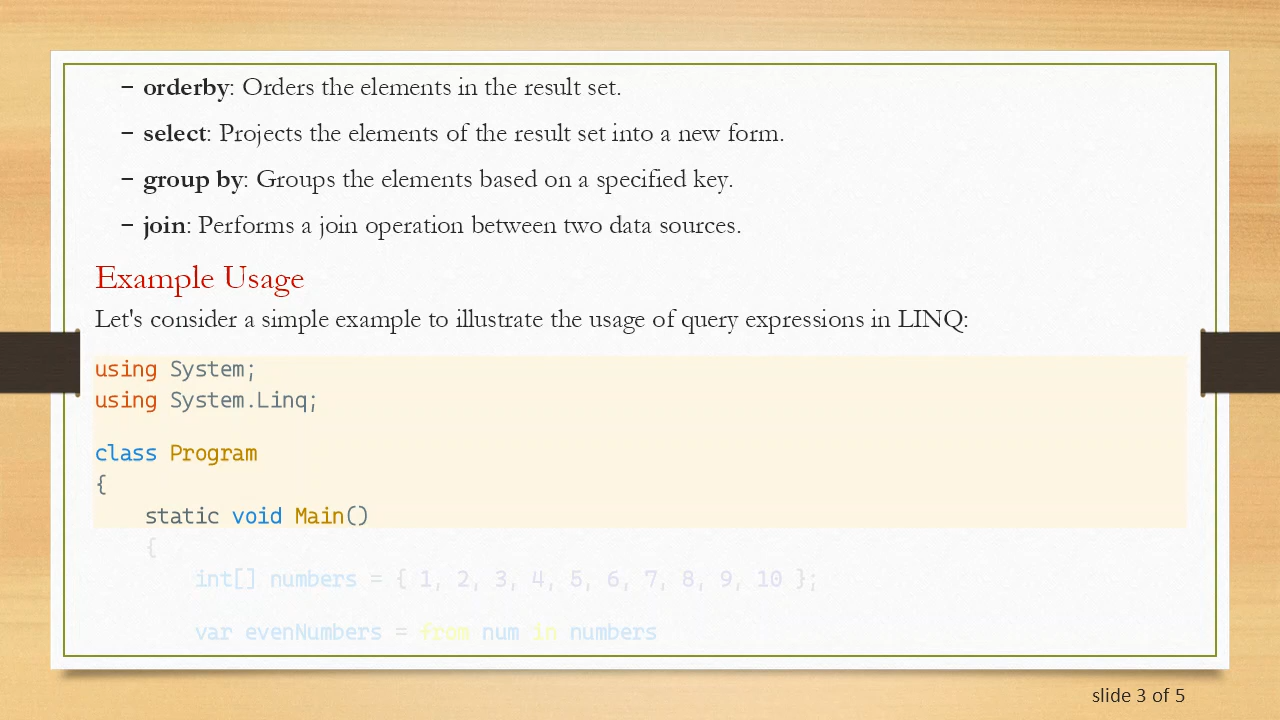 – orderby: Orders the elements in the result set.
– select: Projects the elements of the result set into a new form.
– group by: Groups the elements based on a specified key.
– join: Performs a join operation between two data sources.
Example Usage
Let's consider a simple example to illustrate the usage of query expressions in LINQ:
using System;
using System.Linq;
class Program
{
    static void Main()
    {
        int[] numbers = { 1, 2, 3, 4, 5, 6, 7, 8, 9, 10 };
        var evenNumbers = from num in numbers
slide 3 of 5